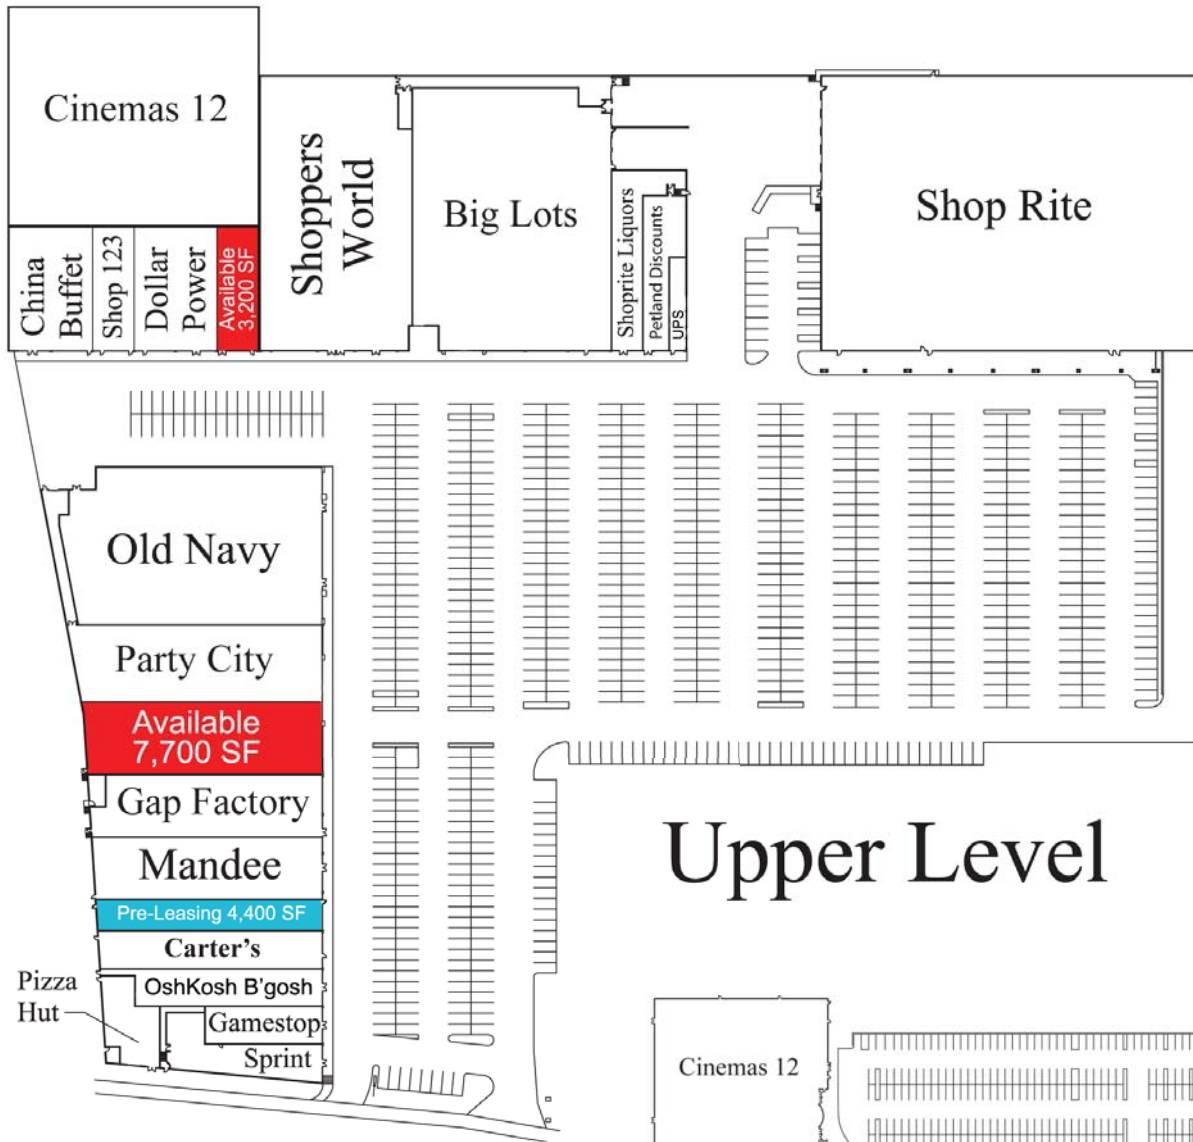 Cinemas 12
Shoppers
World
Big Lots
Shop Rite
China
Buffet
Shop 123
Dollar
Power
Available
3,200 SF
Shoprite Liquors
Petland Discounts
UPS
Old Navy
Party City
Available
7,700 SF
Gap Factory
Mandee
Pre-Leasing 4,400 SF
Carter's
OshKosh B'gosh
Pizza
Hut
Gamestop
Sprint
Upper Level
Cinemas 12